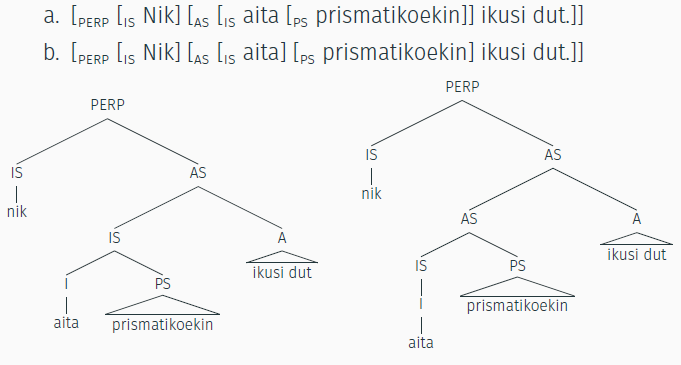 a. [PERP [IS Nik] [AS [IS aita [PS prismatikoekin]] ikusi dut.]]
b. [PERP [IS Nik] [AS [IS aita] [PS prismatikoekin] ikusi dut.]]
PERP
IS AS
nik
IS A
ikusi dut
I PS
aita prismatikoekin
PERP
IS AS
nik
AS A
ikusi dut
IS PS
I prismatikoekin
aita